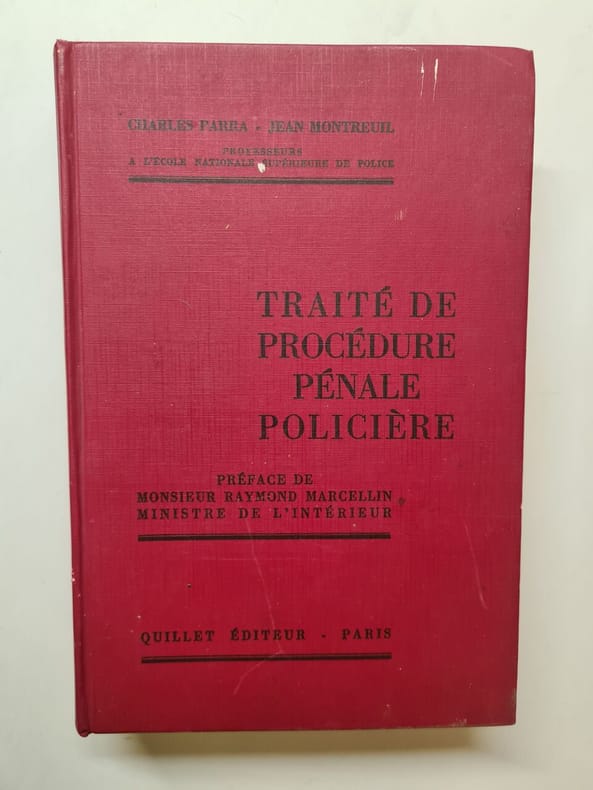 CHARLES PARRA - JEAN MONTREUIL
PROFESSEURS
A L'ÉCOLE NATIONALE SUPÉRIEURE DE POLICE
TRAITÉ DE
PROCÉDURE
PÉNALE
POLICIÈRE
PRÉFACE DE
MONSIEUR RAYMOND MARCELLIN
MINISTRE DE L'INTÉRIEUR
QUILLET ÉDITEUR - PARIS